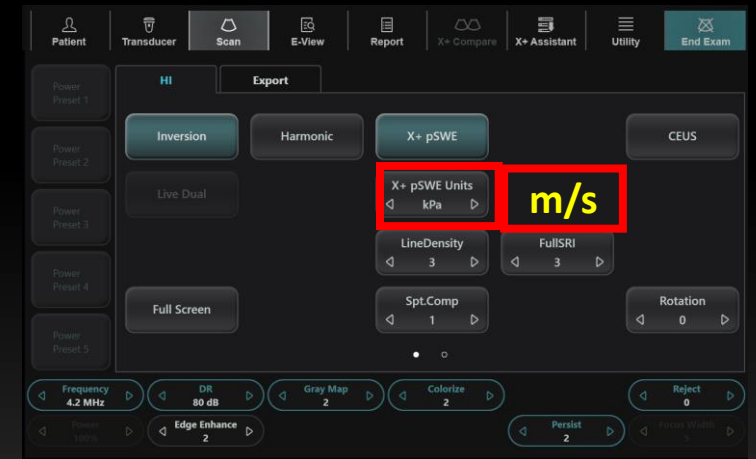 Patient
Transducer
Scan
E-View
Report
X+ Compare
X+ Assistant
Utility
End Exam
HI
Export
Power
Preset 1
Power
Preset 2
Power
Preset 3
Power
Preset 4
Power
Preset 5
Inversion
Harmonic
X+ pSWE
CEUS
Live Dual
X+ pSWE Units
kPa
m/s
LineDensity
3
FullSRI
3
Full Screen
Spt.Comp
1
Rotation
0
Frequency
4.2 MHz
DR
80 dB
Gray Map
2
Colorize
2
Reject
0
Power
100%
Edge Enhance
2
Persist
2
Focus Width